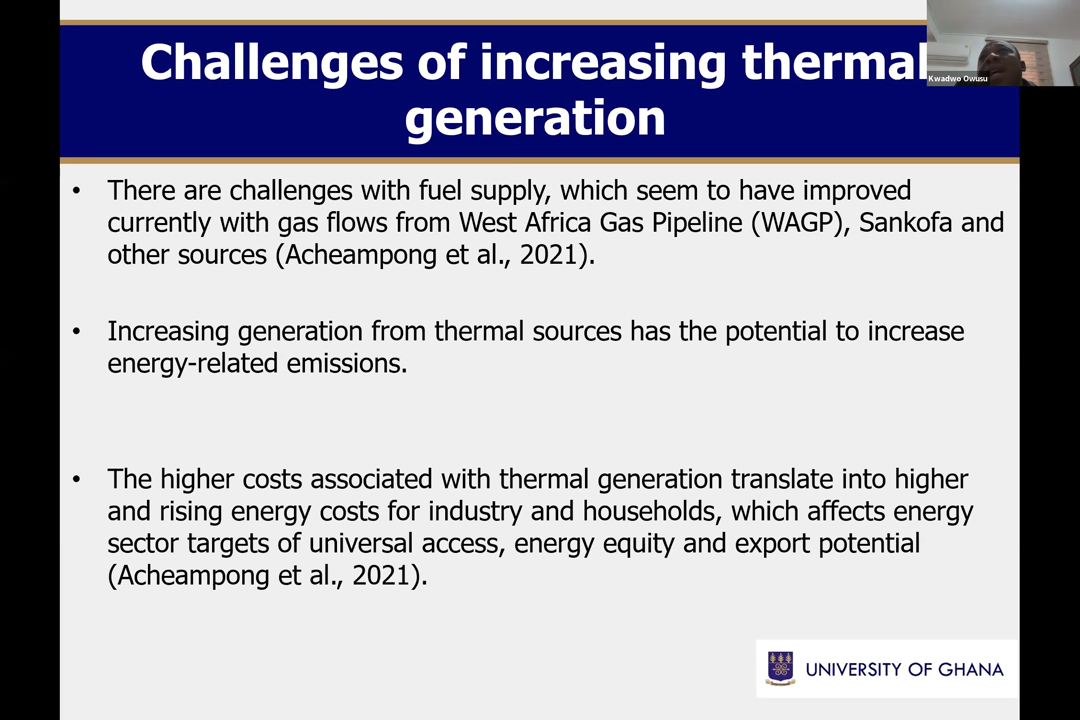 Challenges of increasing thermal
generation
Kwadwo Owusu
• There are challenges with fuel supply, which seem to have improved
currently with gas flows from West Africa Gas Pipeline (WAGP), Sankofa and
other sources (Acheampong et al., 2021).
• Increasing generation from thermal sources has the potential to increase
energy-related emissions.
• The higher costs associated with thermal generation translate into higher
and rising energy costs for industry and households, which affects energy
sector targets of universal access, energy equity and export potential
(Acheampong et al., 2021).
UNIVERSITY OF GHANA